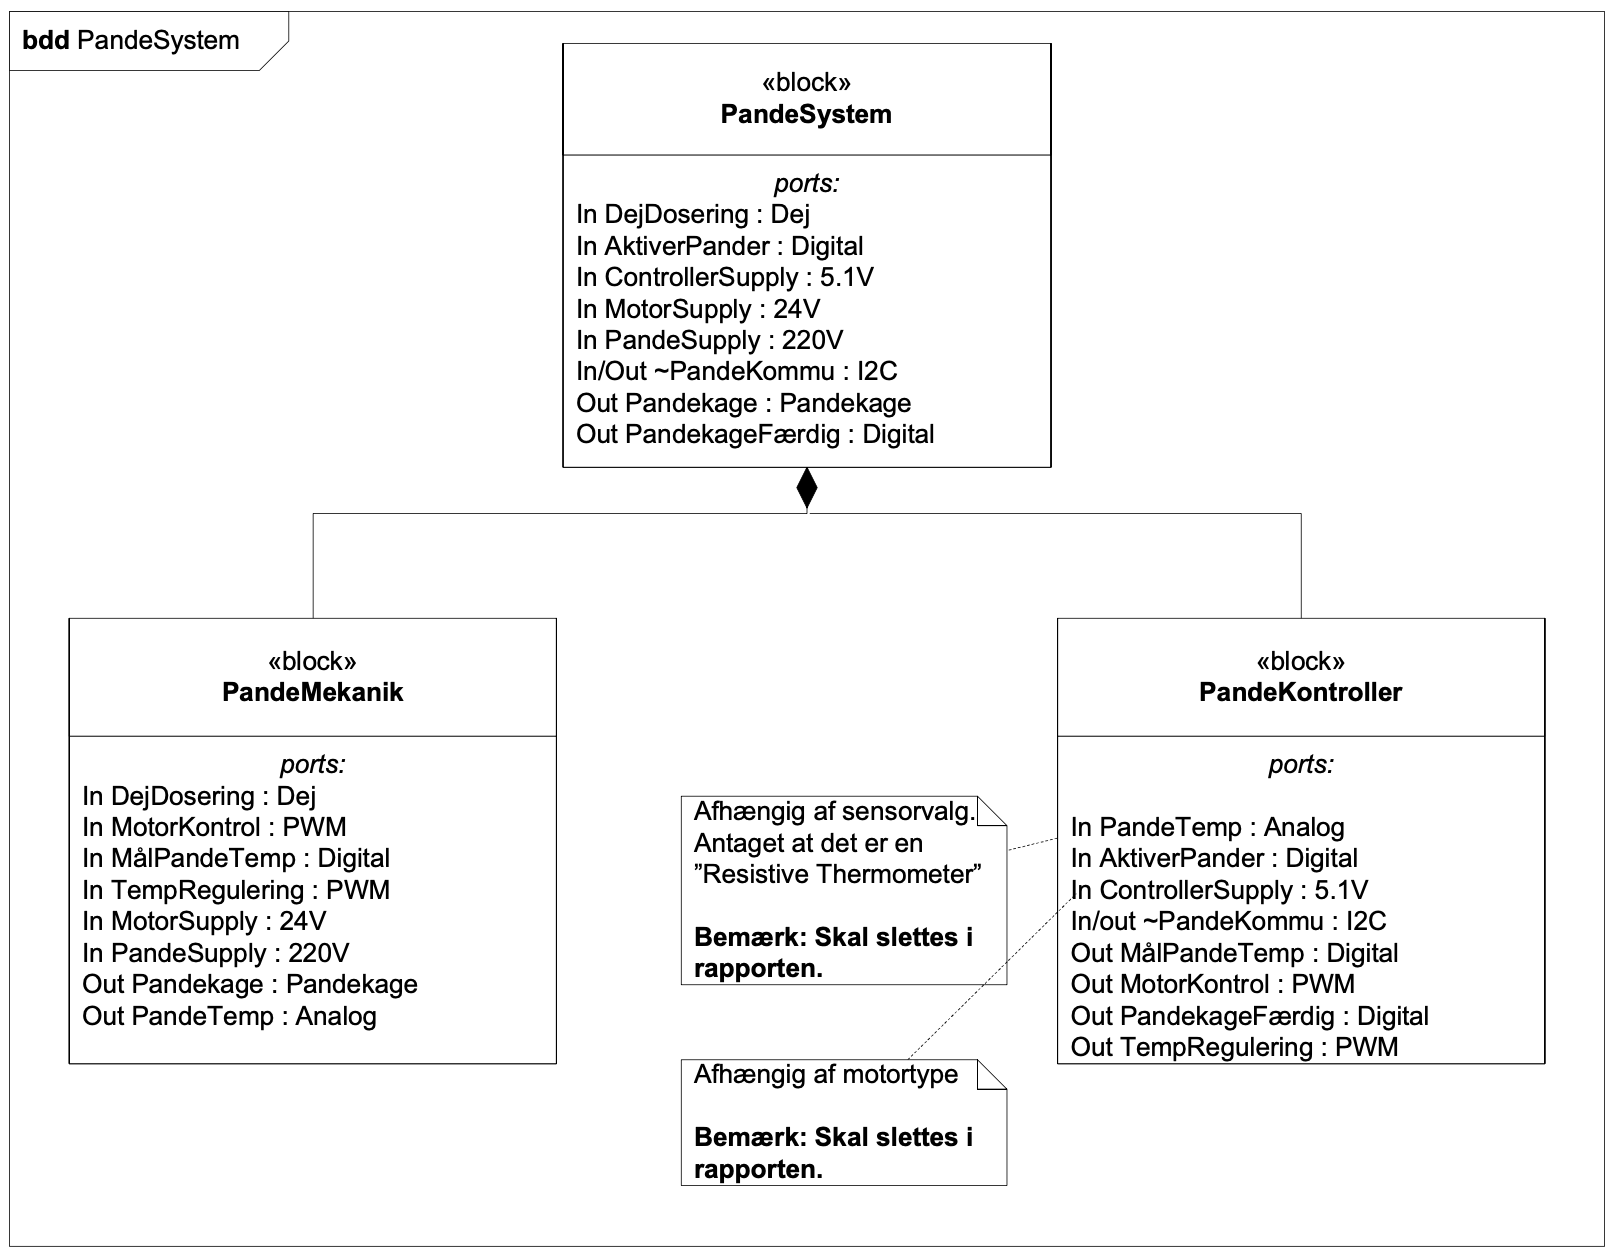 bdd PandeSystem
«block»
PandeSystem
ports:
In DejDosering : Dej
In AktiverPander : Digital
In ControllerSupply : 5.1V
In MotorSupply : 24V
In PandeSupply : 220V
In/Out ~PandeKommu : I2C
Out Pandekage : Pandekage
Out PandekageFærdig : Digital
«block»
PandeMekanik
ports:
In DejDosering : Dej
In MotorKontrol : PWM
In MålPandeTemp : Digital
In TempRegulering : PWM
In MotorSupply : 24V
In PandeSupply : 220V
Out Pandekage : Pandekage
Out PandeTemp : Analog
Afhængig af sensorvalg.
Antaget at det er en
”Resistive Thermometer”
Bemærk: Skal slettes i
rapporten.
Afhængig af motortype
Bemærk: Skal slettes i
rapporten.
«block»
PandeKontroller
ports:
In PandeTemp : Analog
In AktiverPander : Digital
In ControllerSupply : 5.1V
In/out ~PandeKommu : I2C
Out MålPandeTemp : Digital
Out MotorKontrol : PWM
Out PandekageFærdig : Digital
Out TempRegulering : PWM